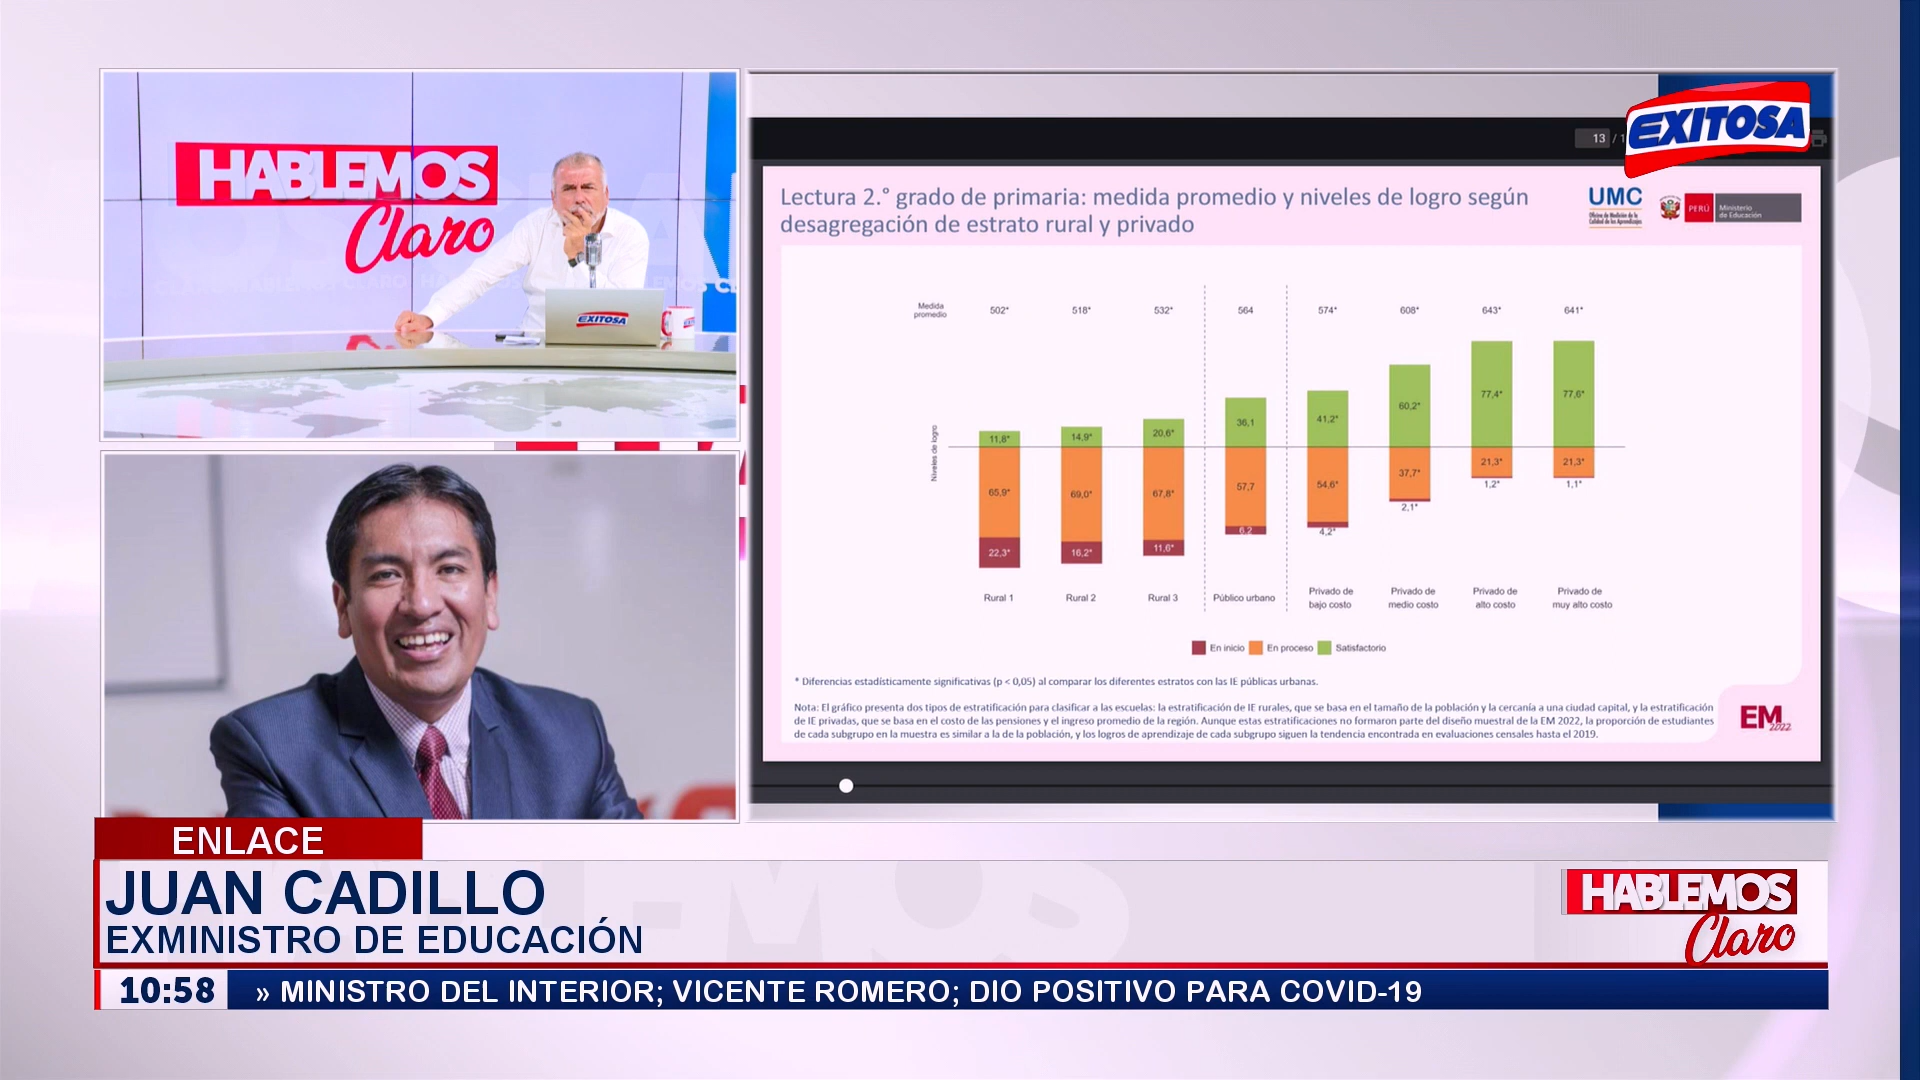 HABLEMOS
Claro
EXITOSA
EXITOSA
13 / 1
Lectura 2.° grado de primaria: medida promedio y niveles de logro según
desagregación de estrato rural y privado
UMC
Oficina de Medición de la
Calidad de los Aprendizajes
PERÚ
Ministerio
de Educación
Medida
promedio
502* 518* 532* 564 574* 608* 643* 641*
Niveles de logro
11,8* 14,9* 20,6* 36,1 41,2* 60,2* 77,4* 77,6*
65,9* 69,0* 67,8* 57,7 54,6* 37,7* 21,3* 21,3*
22,3* 16,2* 11,6* 6,2 4,2* 2,1* 1,2* 1,1*
Rural 1 Rural 2 Rural 3 Público urbano Privado de Privado de Privado de Privado de
bajo costo medio costo alto costo muy alto costo
En inicio En proceso Satisfactorio
* Diferencias estadísticamente significativas (p < 0,05) al comparar los diferentes estratos con las IE públicas urbanas.
Nota: El gráfico presenta dos tipos de estratificación para clasificar a las escuelas: la estratificación de IE rurales, que se basa en el tamaño de la población y la cercanía a una ciudad capital, y la estratificación
de IE privadas, que se basa en el costo de las pensiones y el ingreso promedio de la región. Aunque estas estratificaciones no formaron parte del diseño muestral de la EM 2022, la proporción de estudiantes
de cada subgrupo en la muestra es similar a la de la población, y los logros de aprendizaje de cada subgrupo siguen la tendencia encontrada en evaluaciones censales hasta el 2019.
EM
2022
ENLACE
JUAN CADILLO
EXMINISTRO DE EDUCACIÓN
HABLEMOS
Claro
10:58 » MINISTRO DEL INTERIOR; VICENTE ROMERO; DIO POSITIVO PARA COVID-19